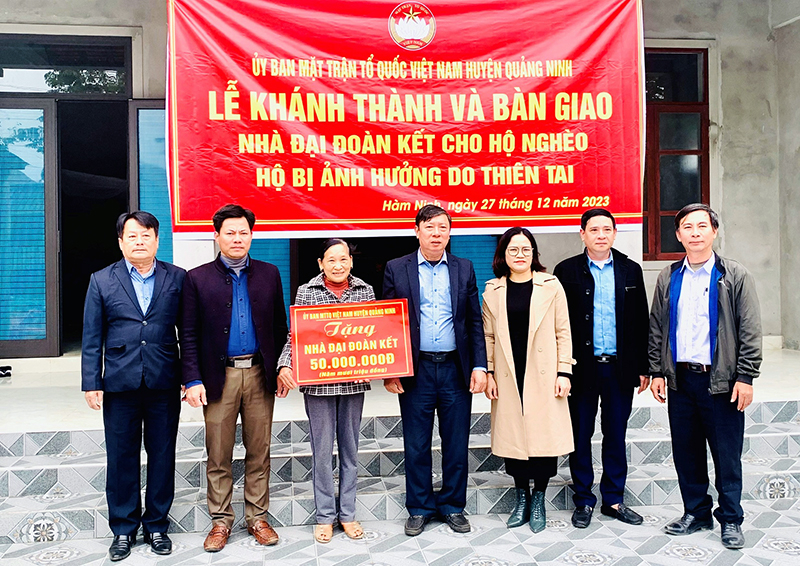 ỦY BAN MẶT TRẬN TỔ QUỐC VIỆT NAM HUYỆN QUẢNG NINH
LỄ KHÁNH THÀNH VÀ BÀN GIAO
NHÀ ĐẠI ĐOÀN KẾT CHO HỘ NGHÈO
HỘ BỊ ẢNH HƯỞNG DO THIÊN TAI
Hàm Ninh, ngày 27 tháng 12 năm 2023
ỦY BAN MTTQ VIỆT NAM HUYỆN QUẢNG NINH
Tặng
NHÀ ĐẠI ĐOÀN KẾT
50.000.000Đ
(Năm mươi triệu đồng)